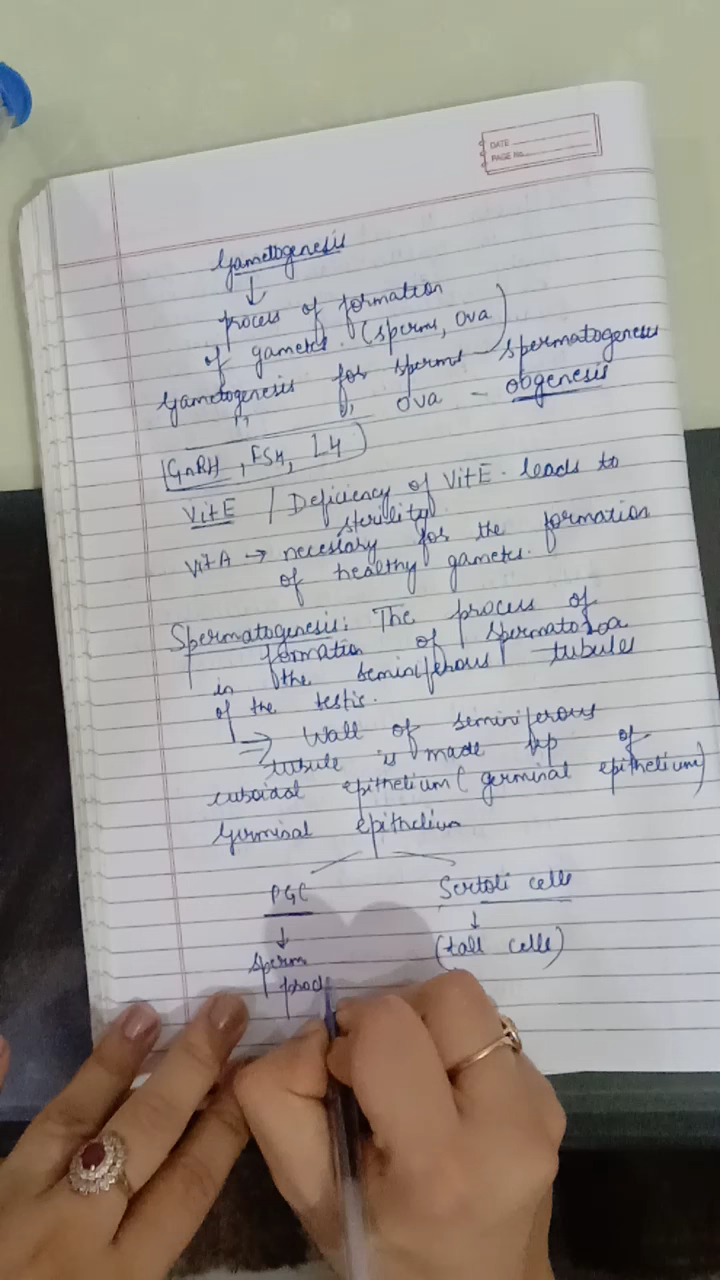 DATE
PAGE No.
Gametogenesis
↓
process of formation
of gametes. (sperms, ova)
Gametogenesis for sperms - spermatogenesis
" " ova - oogenesis
GnRH, FSH, LH
VitE / Deficiency of VitE. leads to
sterility.
VitA → necessary for the formation
of healthy gametes.
Spermatogenesis: The process of
formation of spermatozoa
in the seminiferous tubules
of the testis.
→ Wall of seminiferous
tubule is made up of
cuboidal epithelium (germinal epithelium)
Germinal epithelium
PGC Sertoli cells
↓ ↓
sperm (tall cells)
prod